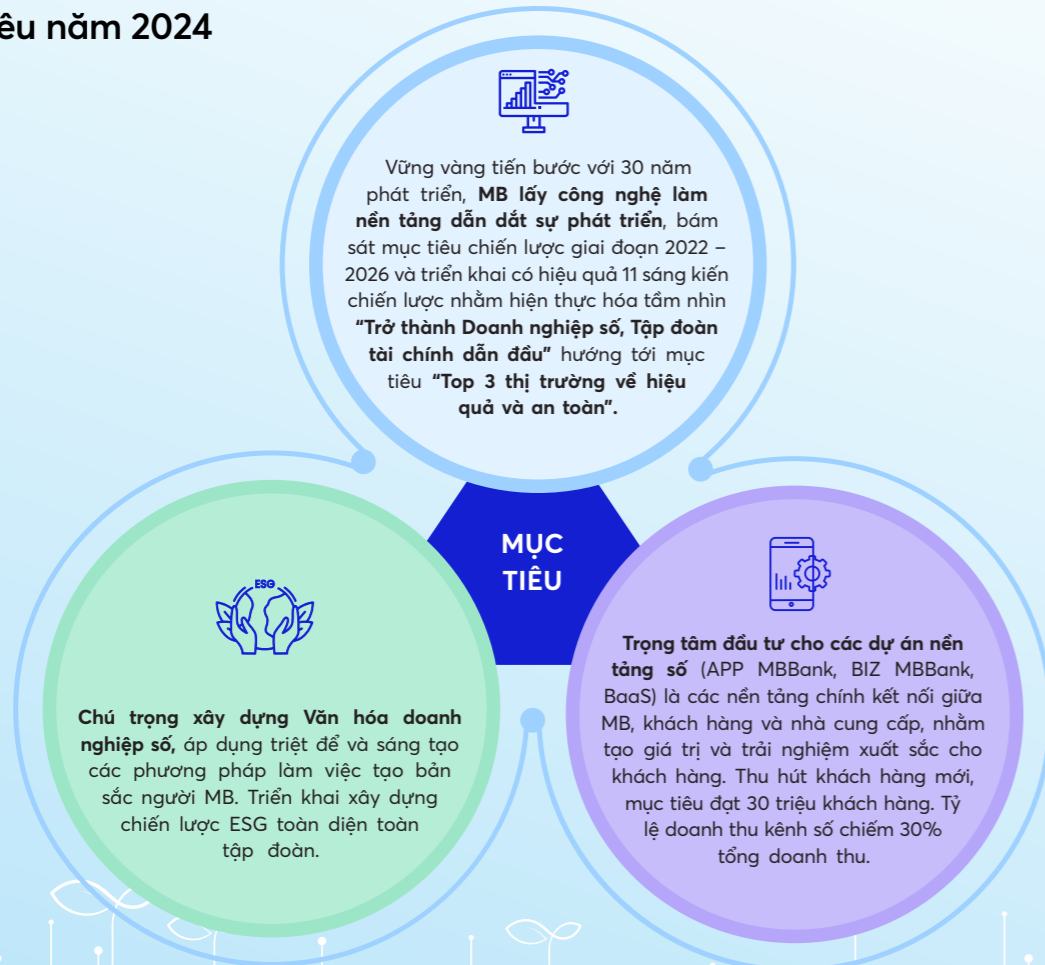 êu năm 2024
Vững vàng tiến bước với 30 năm
phát triển, MB lấy công nghệ làm
nền tảng dẫn dắt sự phát triển, bám
sát mục tiêu chiến lược giai đoạn 2022 –
2026 và triển khai có hiệu quả 11 sáng kiến
chiến lược nhằm hiện thực hóa tầm nhìn
“Trở thành Doanh nghiệp số, Tập đoàn
tài chính dẫn đầu” hướng tới mục
tiêu “Top 3 thị trường về hiệu
quả và an toàn”.
MỤC
TIÊU
ESG
Chú trọng xây dựng Văn hóa doanh
nghiệp số, áp dụng triệt để và sáng tạo
các phương pháp làm việc tạo bản
sắc người MB. Triển khai xây dựng
chiến lược ESG toàn diện toàn
tập đoàn.
Trọng tâm đầu tư cho các dự án nền
tảng số (APP MBBank, BIZ MBBank,
BaaS) là các nền tảng chính kết nối giữa
MB, khách hàng và nhà cung cấp, nhằm
tạo giá trị và trải nghiệm xuất sắc cho
khách hàng. Thu hút khách hàng mới,
mục tiêu đạt 30 triệu khách hàng. Tỷ
lệ doanh thu kênh số chiếm 30%
tổng doanh thu.